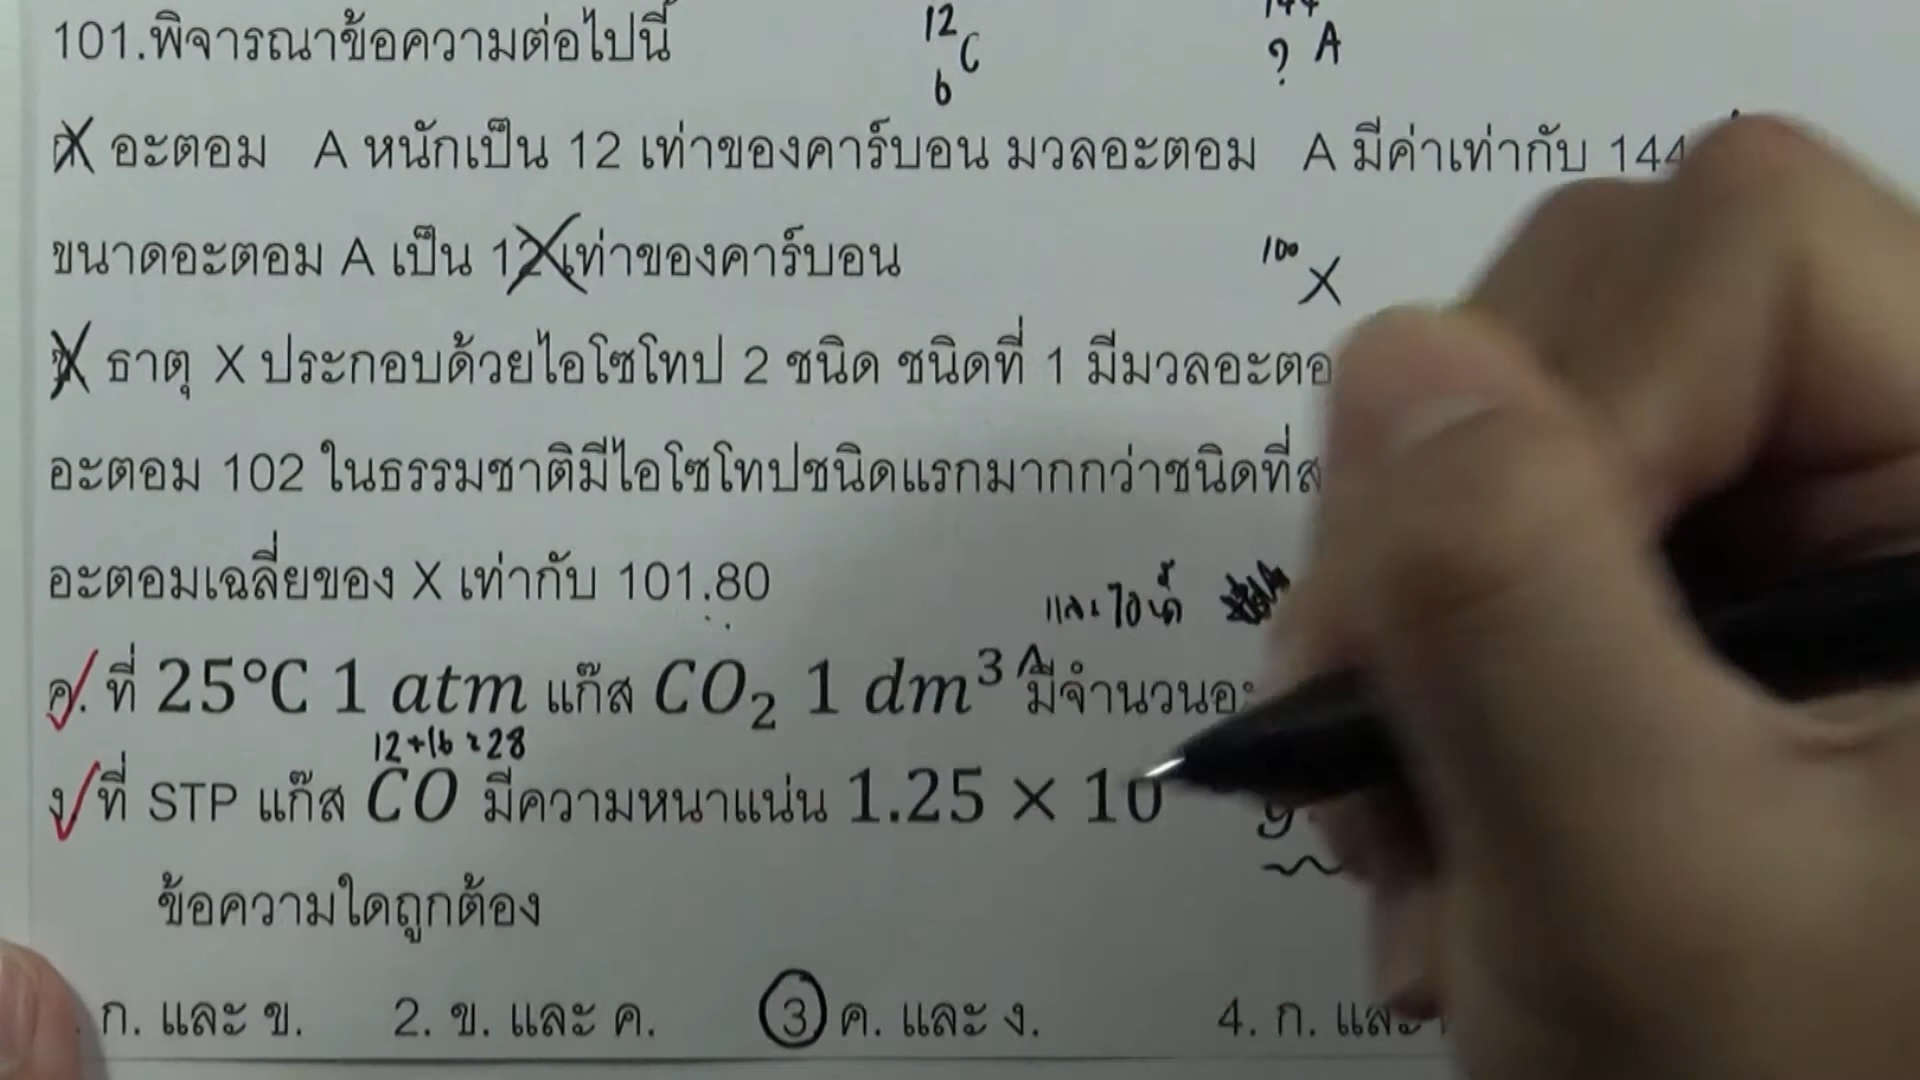 101.พิจารณาข้อความต่อไปนี้
12
6 C
? A
อะตอม A หนักเป็น 12 เท่าของคาร์บอน มวลอะตอม A มีค่าเท่ากับ 144
ขนาดอะตอม A เป็น 12 เท่าของคาร์บอน
100 X
ธาตุ X ประกอบด้วยไอโซโทป 2 ชนิด ชนิดที่ 1 มีมวลอะตอ
อะตอม 102 ในธรรมชาติมีไอโซโทปชนิดแรกมากกว่าชนิดที่ส
อะตอมเฉลี่ยของ X เท่ากับ 101.80
และไอน้ำ
ค. ที่ 25°C 1 atm แก๊ส CO₂ 1 dm³ มีจำนวนอะ
12+16 = 28
ง. ที่ STP แก๊ส CO มีความหนาแน่น 1.25 × 10 g
ข้อความใดถูกต้อง
ก. และ ข. 2. ข. และ ค. 3 ค. และ ง. 4. ก. และ